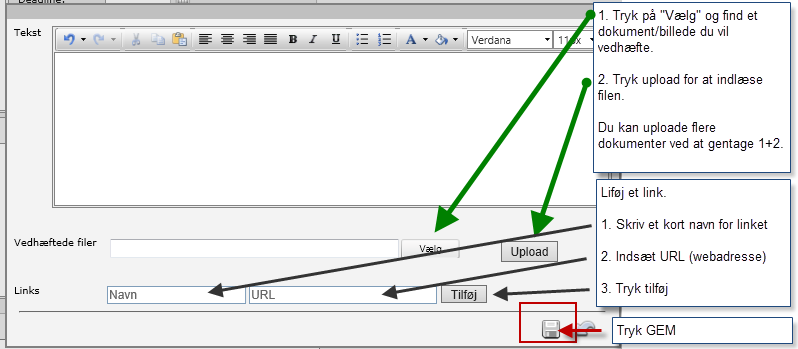 Deadline:
Tekst
B I U
A
Verdana
11px
1. Tryk på "Vælg" og find et
dokument/billede du vil
vedhæfte.
2. Tryk upload for at indlæse
filen.
Du kan uploade flere
dokumenter ved at gentage 1+2.
Liføj et link.
1. Skriv et kort navn for linket
2. Indsæt URL (webadresse)
3. Tryk tilføj
Vedhæftede filer
Vælg
Upload
Links
Navn
URL
Tilføj
Tryk GEM